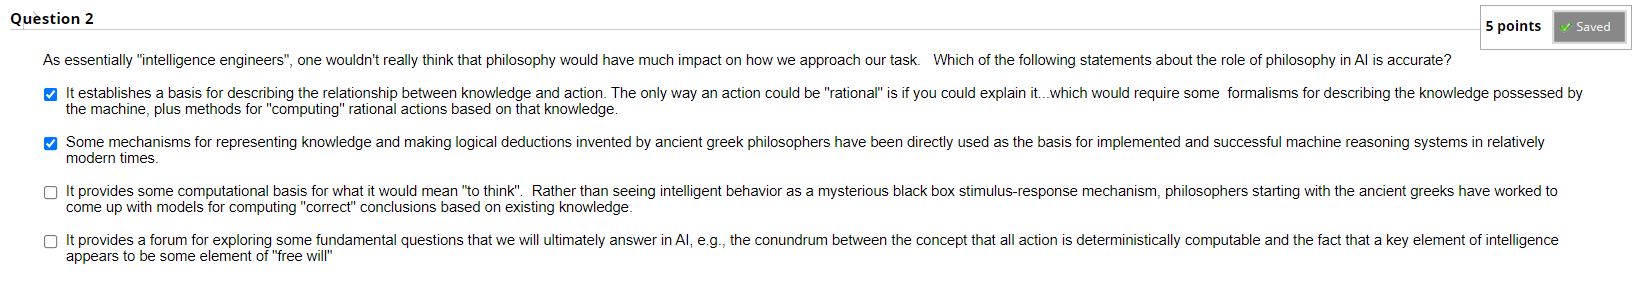 Question 2
5 points
Saved
As essentially "intelligence engineers", one wouldn't really think that philosophy would have much impact on how we approach our task. Which of the following statements about the role of philosophy in AI is accurate?
It establishes a basis for describing the relationship between knowledge and action. The only way an action could be "rational" is if you could explain it...which would require some formalisms for describing the knowledge possessed by
the machine, plus methods for "computing" rational actions based on that knowledge.
Some mechanisms for representing knowledge and making logical deductions invented by ancient greek philosophers have been directly used as the basis for implemented and successful machine reasoning systems in relatively
modern times.
It provides some computational basis for what it would mean "to think". Rather than seeing intelligent behavior as a mysterious black box stimulus-response mechanism, philosophers starting with the ancient greeks have worked to
come up with models for computing "correct" conclusions based on existing knowledge.
It provides a forum for exploring some fundamental questions that we will ultimately answer in AI, e.g., the conundrum between the concept that all action is deterministically computable and the fact that a key element of intelligence
appears to be some element of "free will"